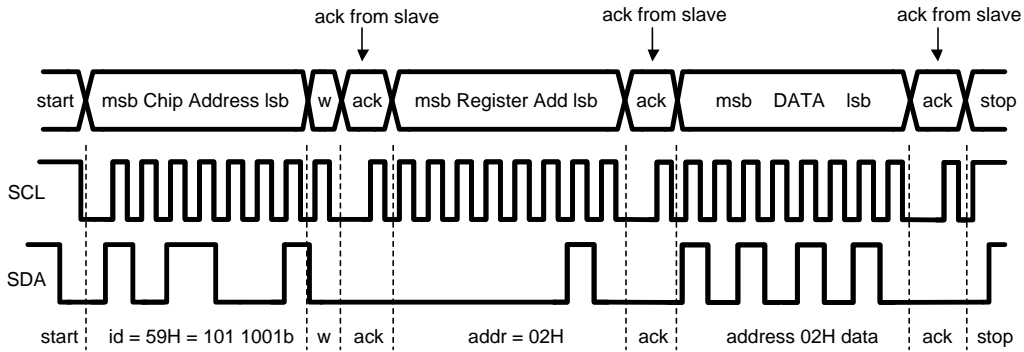 ack from slave ack from slave ack from slave
start msb Chip Address lsb w ack msb Register Add lsb ack msb DATA lsb ack stop
SCL
SDA
start id = 59H = 101 1001b w ack addr = 02H ack address 02H data ack stop